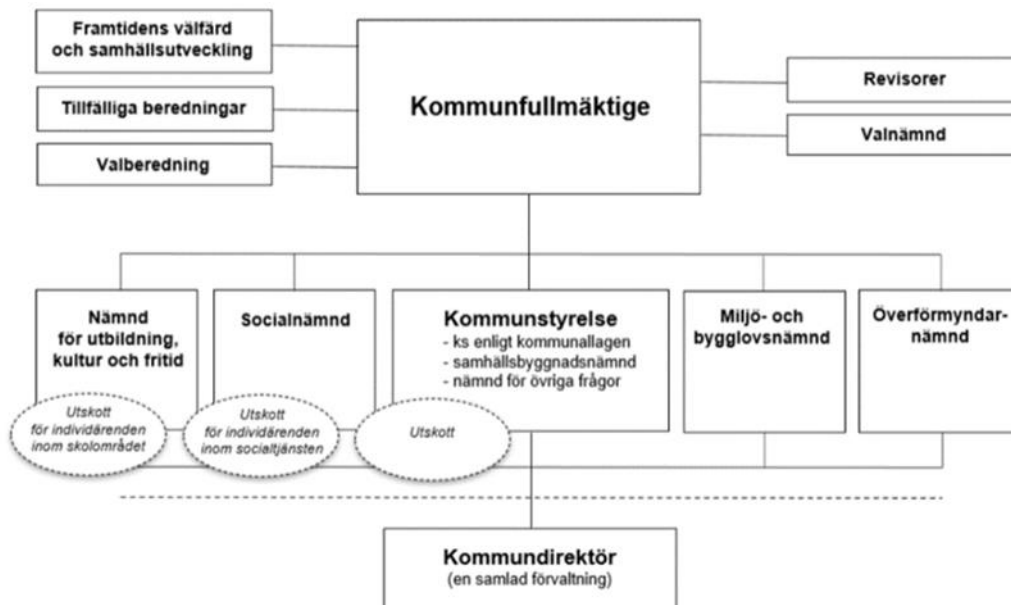 Framtidens välfärd
och samhällsutveckling
Tillfälliga beredningar
Valberedning
Kommunfullmäktige
Revisorer
Valnämnd
Nämnd
för utbildning,
kultur och fritid
Utskott
för individärenden
inom skolområdet
Socialnämnd
Utskott
för individärenden
inom socialtjänsten
Kommunstyrelse
- ks enligt kommunallagen
- samhällsbyggnadsnämnd
- nämnd för övriga frågor
Utskott
Miljö- och
bygglovsnämnd
Överförmyndar-
nämnd
Kommundirektör
(en samlad förvaltning)